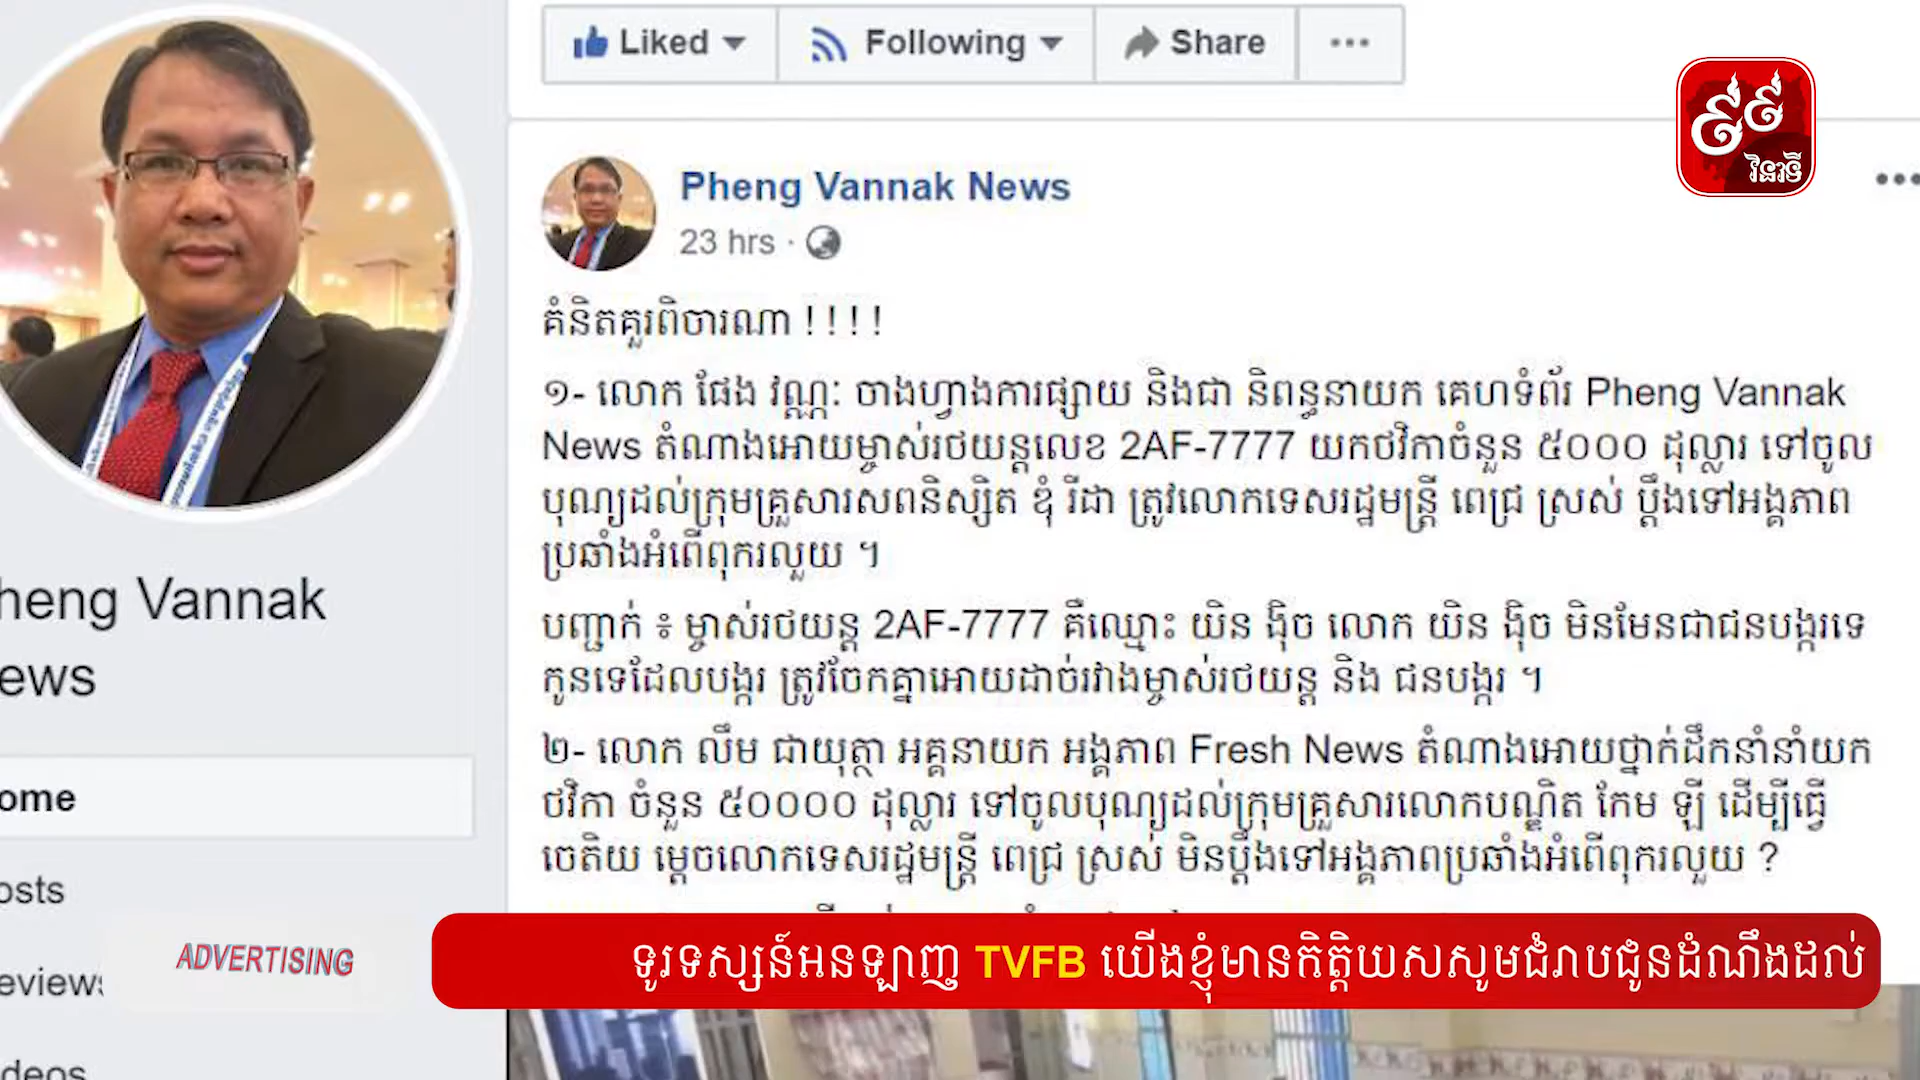 Liked
Following
Share
៩៩
វិនាទី
Pheng Vannak News
23 hrs ·
គំនិតគួរពិចារណា ! ! ! !
១- លោក ផែង វណ្ណៈ ចាងហ្វាងការផ្សាយ និងជា និពន្ធនាយក គេហទំព័រ Pheng Vannak
News តំណាងអោយម្ចាស់រថយន្តលេខ 2AF-7777 យកថវិកាចំនួន ៥០០០ ដុល្លារ ទៅចូល
បុណ្យដល់ក្រុមគ្រួសារសពនិស្សិត ឌុំ រីដា ត្រូវលោកទេសរដ្ឋមន្ត្រី ពេជ្រ ស្រស់ ប្តឹងទៅអង្គភាព
ប្រឆាំងអំពើពុករលួយ ។
បញ្ជាក់ ៖ ម្ចាស់រថយន្ត 2AF-7777 គឺឈ្មោះ យិន ង៉ិច លោក យិន ង៉ិច មិនមែនជាជនបង្ករទេ
កូនទេដែលបង្ករ ត្រូវចែកគ្នាអោយដាច់រវាងម្ចាស់រថយន្ត និង ជនបង្ករ ។
២- លោក លឹម ជាយុត្ថា អគ្គនាយក អង្គភាព Fresh News តំណាងអោយថ្នាក់ដឹកនាំនាំយក
ថវិកា ចំនួន ៥០០០០ ដុល្លារ ទៅចូលបុណ្យដល់ក្រុមគ្រួសារលោកបណ្ឌិត កែម ឡី ដើម្បីធ្វើ
ចេតិយ ម្តេចលោកទេសរដ្ឋមន្ត្រី ពេជ្រ ស្រស់ មិនប្តឹងទៅអង្គភាពប្រឆាំងអំពើពុករលួយ ?
heng Vannak
ews
ome
osts
eviews
deos
ADVERTISING
ទូរទស្សន៍អនឡាញ TVFB យើងខ្ញុំមានកិត្តិយសសូមជំរាបជូនដំណឹងដល់